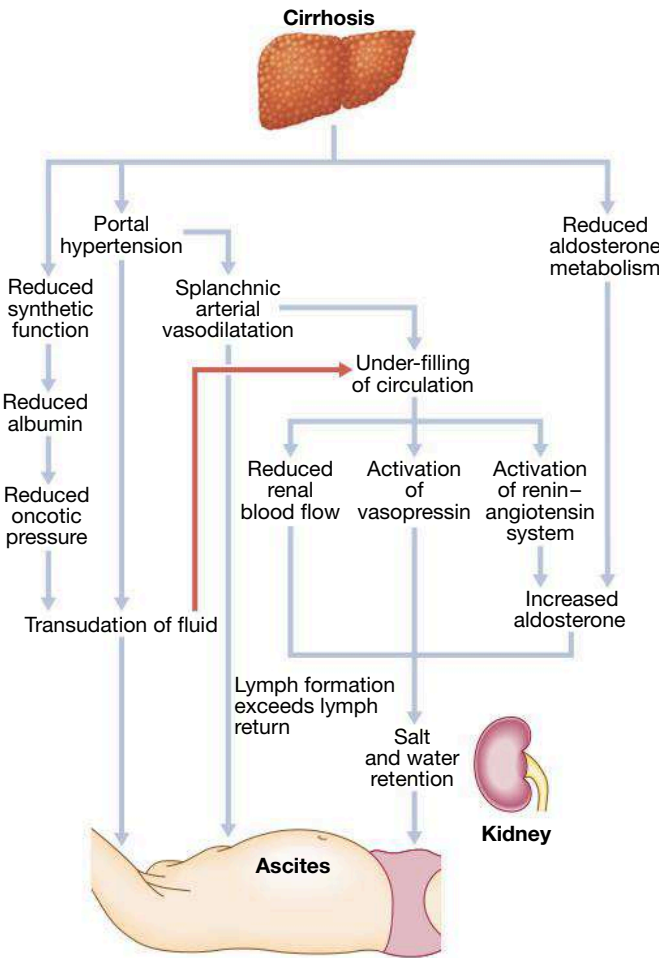 Cirrhosis
Portal
hypertension
Reduced
aldosterone
metabolism
Reduced
synthetic
function
Splanchnic
arterial
vasodilatation
Under-filling
of circulation
Reduced
albumin
Reduced
renal
blood flow
Activation
of
vasopressin
Activation
of renin–
angiotensin
system
Reduced
oncotic
pressure
Transudation of fluid
Increased
aldosterone
Lymph formation
exceeds lymph
return
Salt
and water
retention
Kidney
Ascites